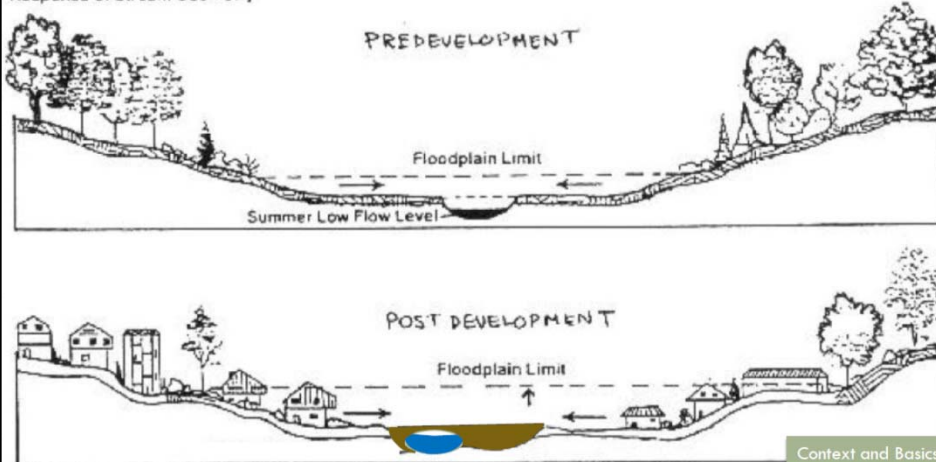 PREDEVELOPMENT
Floodplain Limit
Summer Low Flow Level
POST DEVELOPMENT
Floodplain Limit
Context and Basics